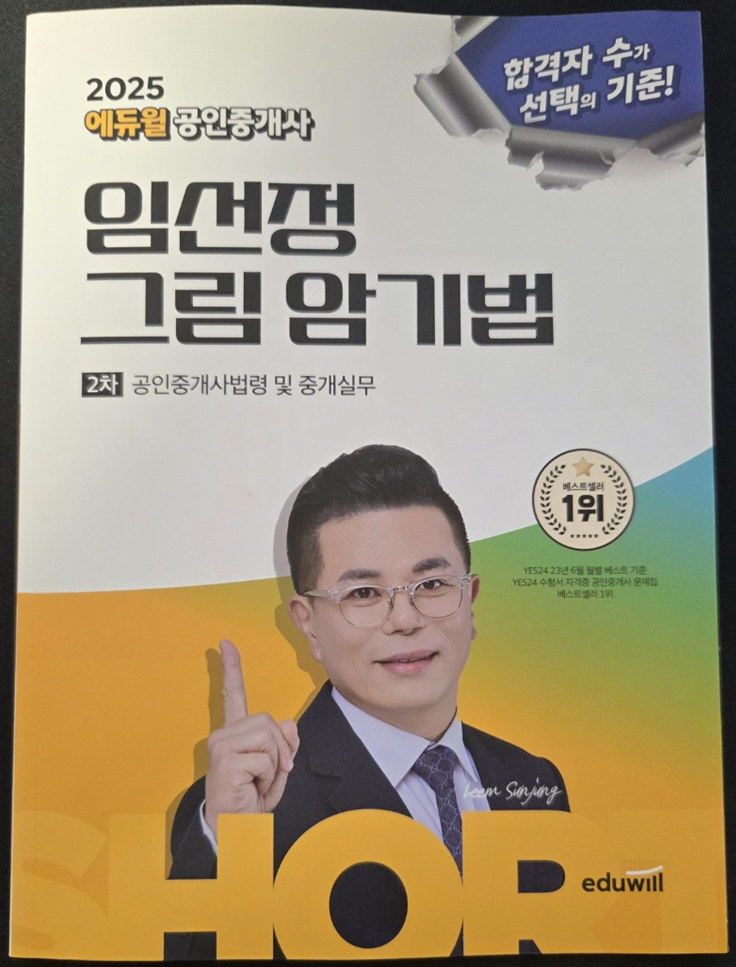 2025
에듀윌 공인중개사
합격자 수가
선택의 기준!
임선정
그림 암기법
2차 공인중개사법령 및 중개실무
베스트셀러
1위
YES24 23년 6월 월별 베스트 기준
YES24 수험서 자격증 공인중개사 문제집
베스트셀러 1위
Leem Sunjung
SHORT
eduwill